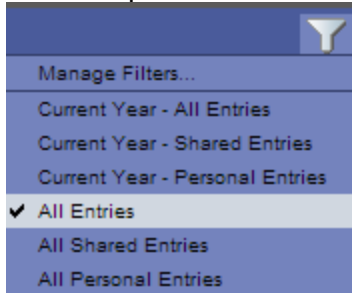 Manage Filters...
Current Year - All Entries
Current Year - Shared Entries
Current Year - Personal Entries
All Entries
All Shared Entries
All Personal Entries